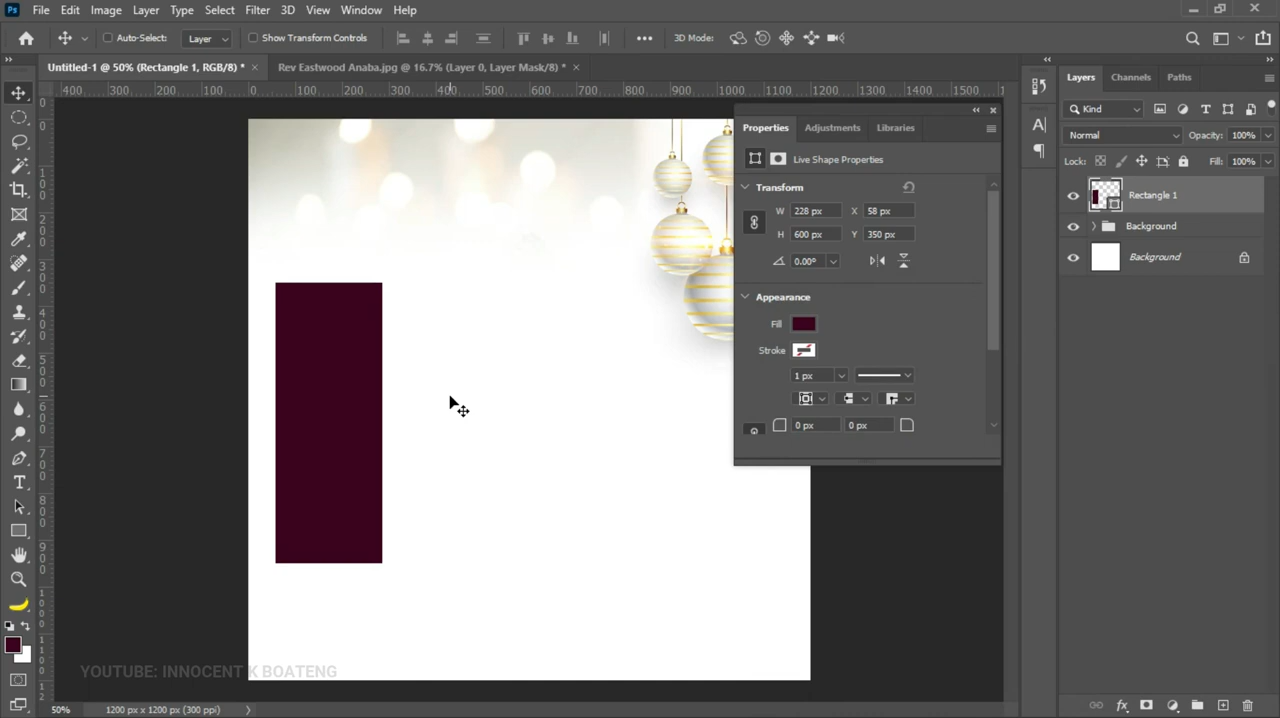 Ps File Edit Image Layer Type Select Filter 3D View Window Help
Auto-Select: Layer Show Transform Controls 3D Mode:
Untitled-1 @ 50% (Rectangle 1, RGB/8) * Rev Eastwood Anaba.jpg @ 16.7% (Layer 0, Layer Mask/8) *
400 300 200 100 0 100 200 300 400 500 600 700 800 900 1000 1100 1200 1300 1400 1500
Properties Adjustments Libraries
Live Shape Properties
Transform
W 228 px X 58 px
H 600 px Y 350 px
0.00°
Appearance
Fill
Stroke
1 px
0 px 0 px
Layers Channels Paths
Kind
Normal Opacity: 100%
Lock: Fill: 100%
Rectangle 1
Background
Background
YOUTUBE: INNOCENT K BOATENG
50% 1200 px x 1200 px (300 ppi)